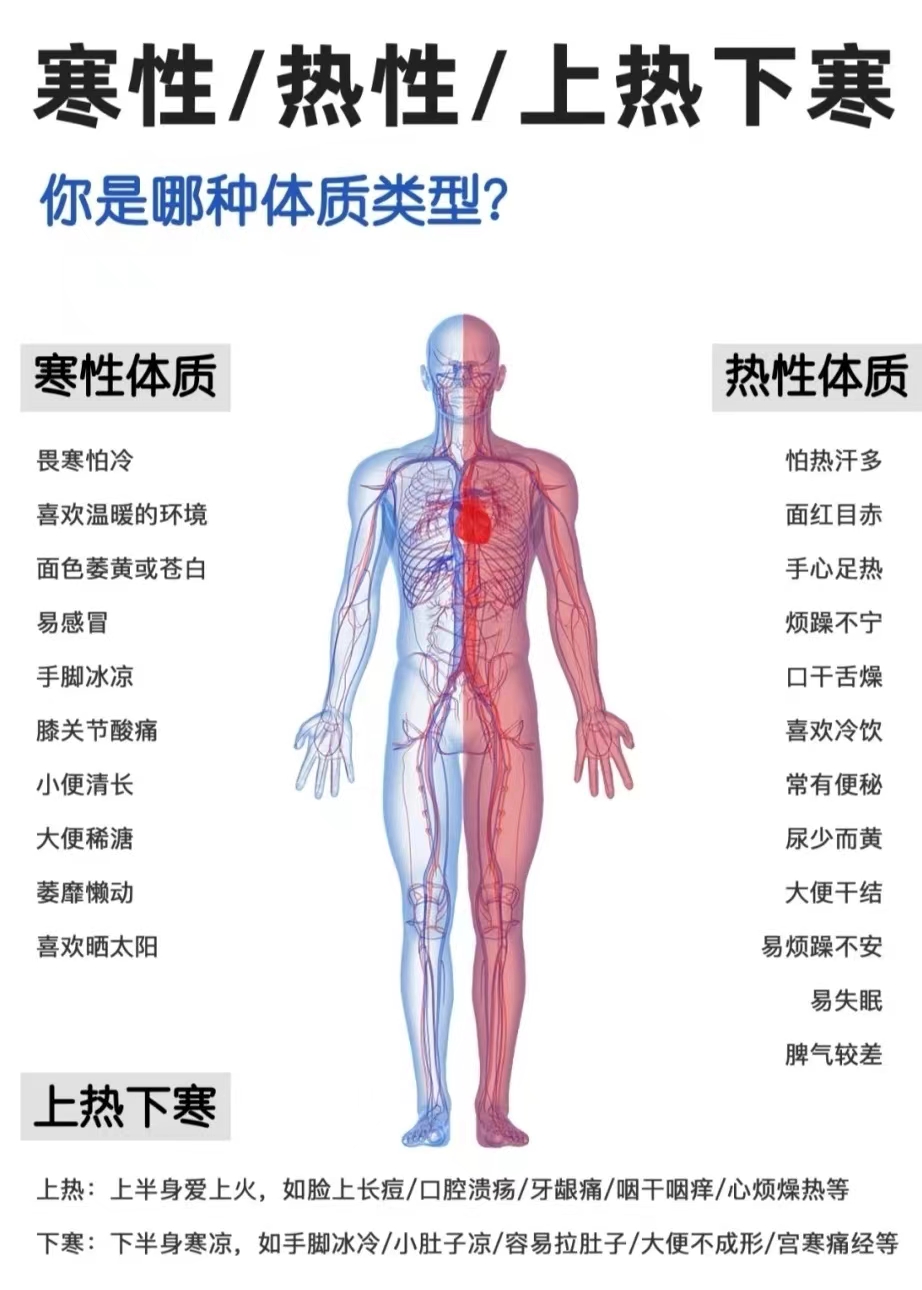 寒性/热性/上热下寒
你是哪种体质类型?
寒性体质
畏寒怕冷
喜欢温暖的环境
面色萎黄或苍白
易感冒
手脚冰凉
膝关节酸痛
小便清长
大便稀溏
萎靡懒动
喜欢晒太阳
热性体质
怕热汗多
面红目赤
手心足热
烦躁不宁
口干舌燥
喜欢冷饮
常有便秘
尿少而黄
大便干结
易烦躁不安
易失眠
脾气较差
上热下寒
上热：上半身爱上火，如脸上长痘/口腔溃疡/牙龈痛/咽干咽痒/心烦燥热等
下寒：下半身寒凉，如手脚冰冷/小肚子凉/容易拉肚子/大便不成形/宫寒痛经等